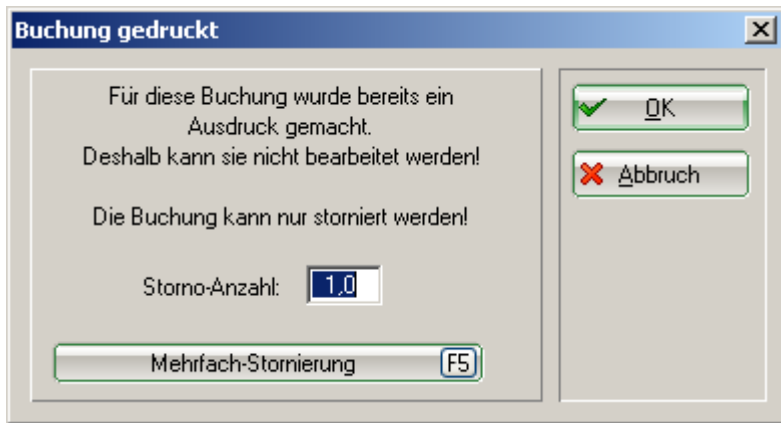 Buchung gedruckt
Für diese Buchung wurde bereits ein
Ausdruck gemacht.
Deshalb kann sie nicht bearbeitet werden!
Die Buchung kann nur storniert werden!
Storno-Anzahl: 1,0
Mehrfach-Stornierung F5
OK
Abbruch